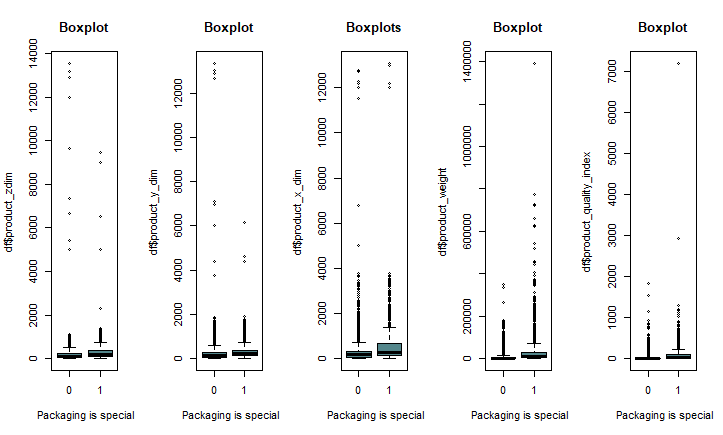 Boxplot
df$product_zdim
0 2000 4000 6000 8000 10000 12000 14000
0 1
Packaging is special
Boxplot
df$product_y_dim
0 2000 4000 6000 8000 10000 12000
0 1
Packaging is special
Boxplots
df$product_x_dim
0 2000 4000 6000 8000 10000 12000
0 1
Packaging is special
Boxplot
df$product_weight
0 200000 600000 1000000 1400000
0 1
Packaging is special
Boxplot
df$product_quality_index
0 1000 2000 3000 4000 5000 6000 7000
0 1
Packaging is special